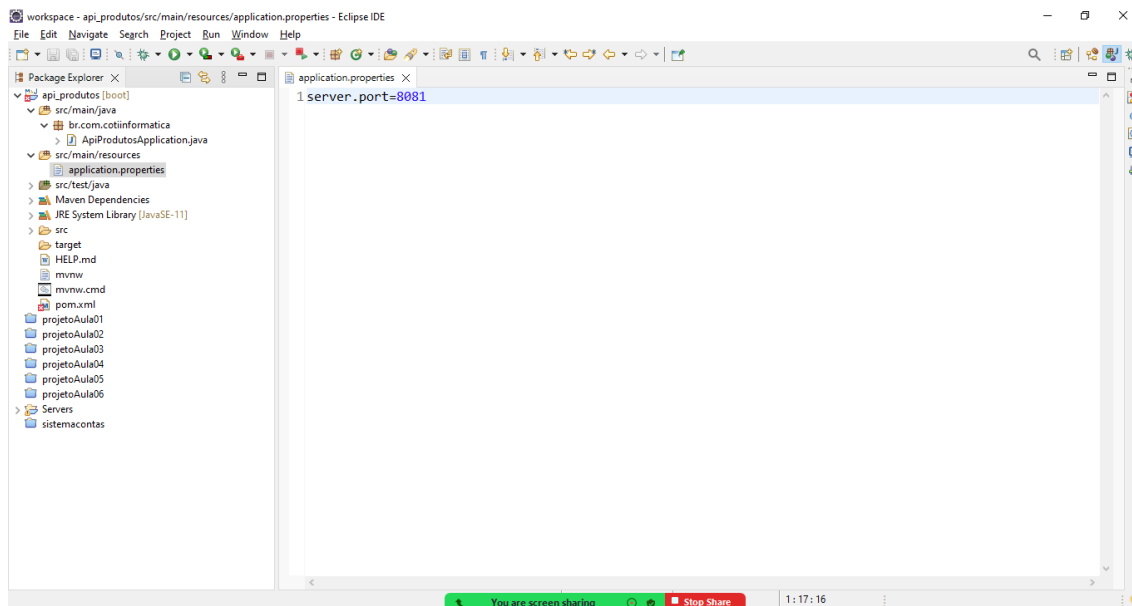 workspace - api_produtos/src/main/resources/application.properties - Eclipse IDE
File Edit Navigate Search Project Run Window Help
Package Explorer
application.properties
api_produtos [boot]
src/main/java
br.com.cotiinformatica
ApiProdutosApplication.java
src/main/resources
application.properties
src/test/java
Maven Dependencies
JRE System Library [JavaSE-11]
src
target
HELP.md
mvnw
mvnw.cmd
pom.xml
projetoAula01
projetoAula02
projetoAula03
projetoAula04
projetoAula05
projetoAula06
Servers
sistemacontas
1 server.port=8081
You are screen sharing
Stop Share
1 : 17 : 16